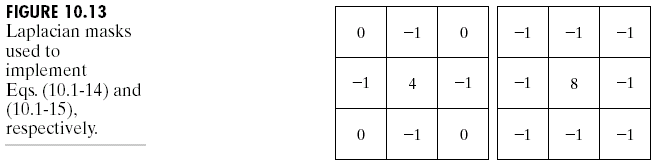 FIGURE 10.13
Laplacian masks
used to
implement
Eqs. (10.1-14) and
(10.1-15),
respectively.
0 −1 0
−1 4 −1
0 −1 0
−1 −1 −1
−1 8 −1
−1 −1 −1